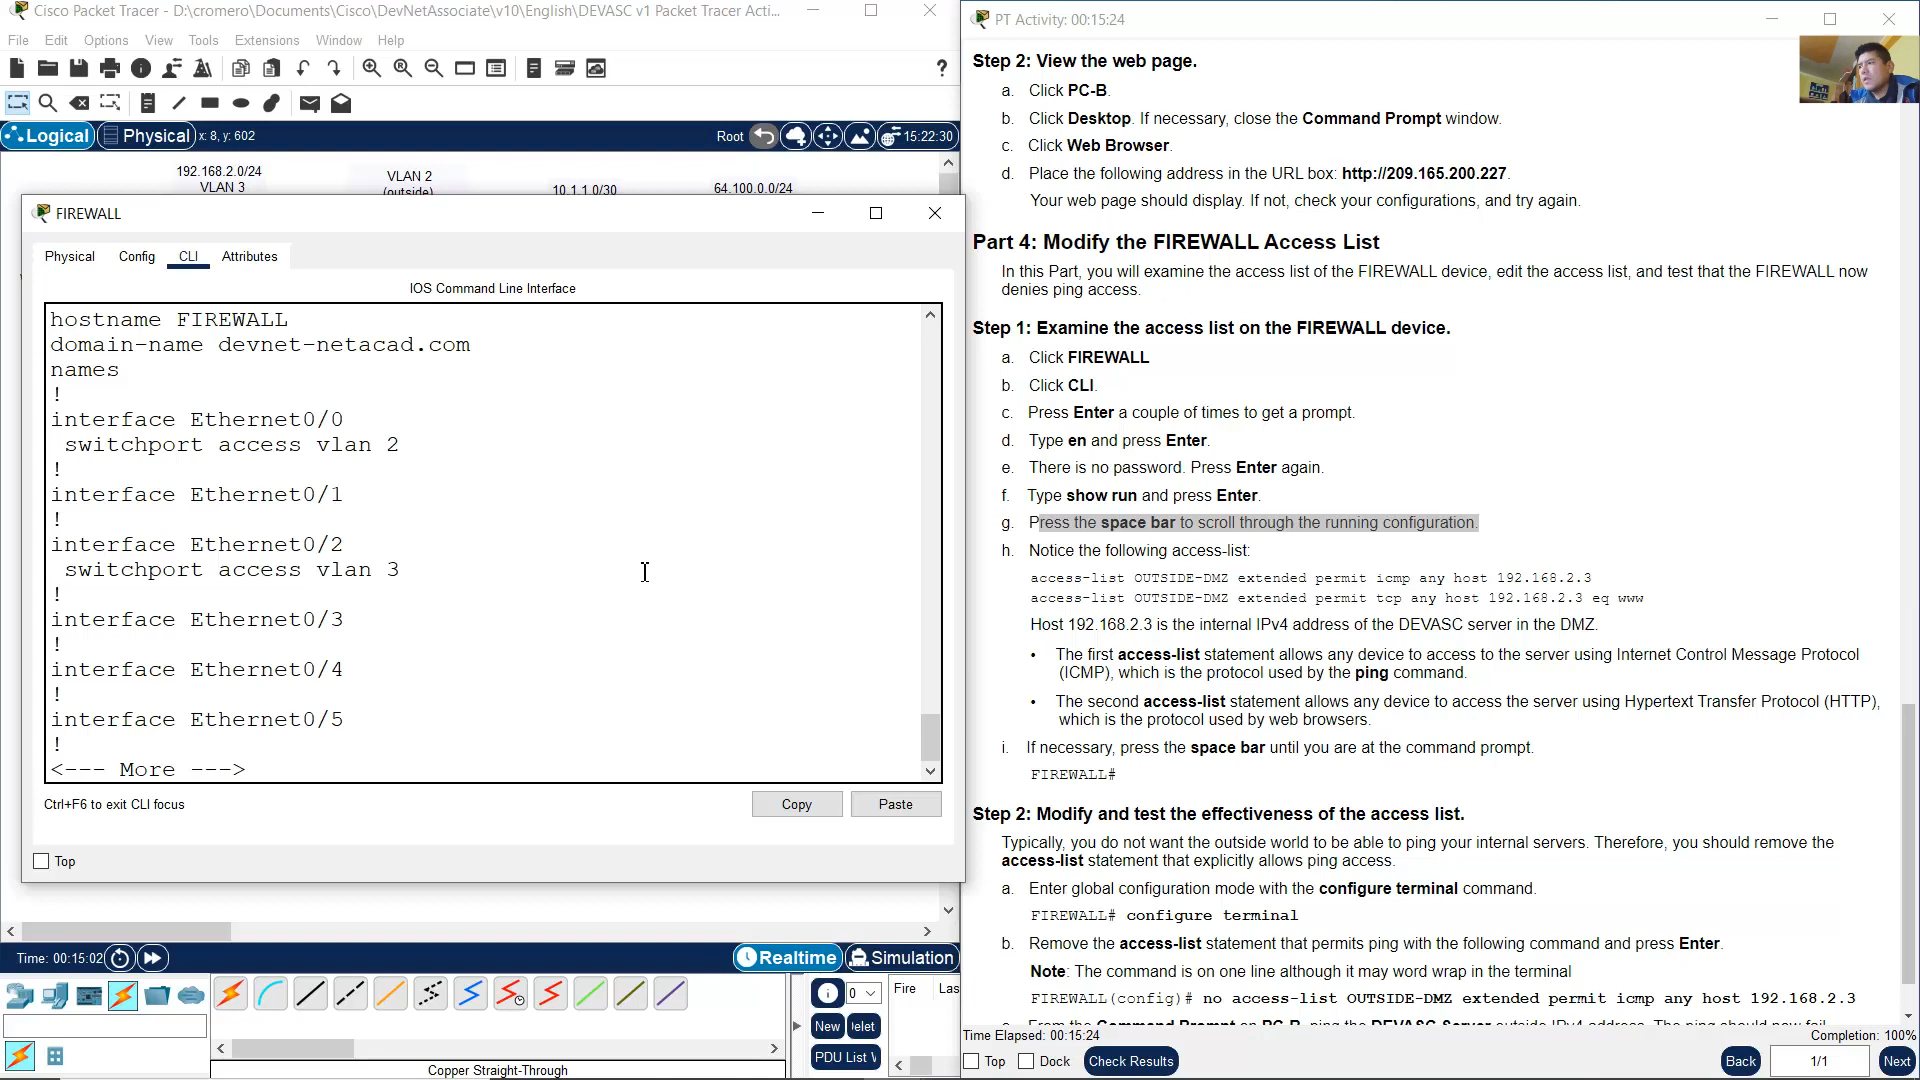 Cisco Packet Tracer - D:\cromero\Documents\Cisco\DevNetAssociate\v10\English\DEVASC v1 Packet Tracer Acti...
File Edit Options View Tools Extensions Window Help
Logical Physical x: 8, y: 602 Root 15:22:30
192.168.2.0/24
VLAN 3
VLAN 2
(outside)
10.1.1.0/30
64.100.0.0/24
FIREWALL
Physical Config CLI Attributes
IOS Command Line Interface
hostname FIREWALL
domain-name devnet-netacad.com
names
!
interface Ethernet0/0
switchport access vlan 2
!
interface Ethernet0/1
!
interface Ethernet0/2
switchport access vlan 3
!
interface Ethernet0/3
!
interface Ethernet0/4
!
interface Ethernet0/5
!
<--- More --->
Ctrl+F6 to exit CLI focus
Copy Paste
Top
Time: 00:15:02
Realtime Simulation
0
Fire Las
New elet
PDU List
Copper Straight-Through
PT Activity: 00:15:24
Step 2: View the web page.
a. Click PC-B.
b. Click Desktop. If necessary, close the Command Prompt window.
c. Click Web Browser.
d. Place the following address in the URL box: http://209.165.200.227.
Your web page should display. If not, check your configurations, and try again.
Part 4: Modify the FIREWALL Access List
In this Part, you will examine the access list of the FIREWALL device, edit the access list, and test that the FIREWALL now
denies ping access.
Step 1: Examine the access list on the FIREWALL device.
a. Click FIREWALL
b. Click CLI.
c. Press Enter a couple of times to get a prompt.
d. Type en and press Enter.
e. There is no password. Press Enter again.
f. Type show run and press Enter.
g. Press the space bar to scroll through the running configuration.
h. Notice the following access-list:
access-list OUTSIDE-DMZ extended permit icmp any host 192.168.2.3
access-list OUTSIDE-DMZ extended permit tcp any host 192.168.2.3 eq www
Host 192.168.2.3 is the internal IPv4 address of the DEVASC server in the DMZ.
• The first access-list statement allows any device to access to the server using Internet Control Message Protocol
(ICMP), which is the protocol used by the ping command.
• The second access-list statement allows any device to access the server using Hypertext Transfer Protocol (HTTP),
which is the protocol used by web browsers.
i. If necessary, press the space bar until you are at the command prompt.
FIREWALL#
Step 2: Modify and test the effectiveness of the access list.
Typically, you do not want the outside world to be able to ping your internal servers. Therefore, you should remove the
access-list statement that explicitly allows ping access.
a. Enter global configuration mode with the configure terminal command.
FIREWALL# configure terminal
b. Remove the access-list statement that permits ping with the following command and press Enter.
Note: The command is on one line although it may word wrap in the terminal
FIREWALL(config)# no access-list OUTSIDE-DMZ extended permit icmp any host 192.168.2.3
From the Command Prompt on PC-B, ping the DEVASC Server outside IPv4 address. The ping should now fail
Time Elapsed: 00:15:24 Completion: 100%
Top Dock Check Results Back 1/1 Next